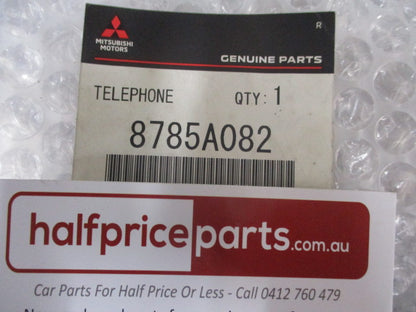 R
MITSUBISHI
MOTORS
GENUINE PARTS
TELEPHONE QTY: 1
8785A082
halfpriceparts.com.au
Car Parts For Half Price Or Less - Call 0412 760 479